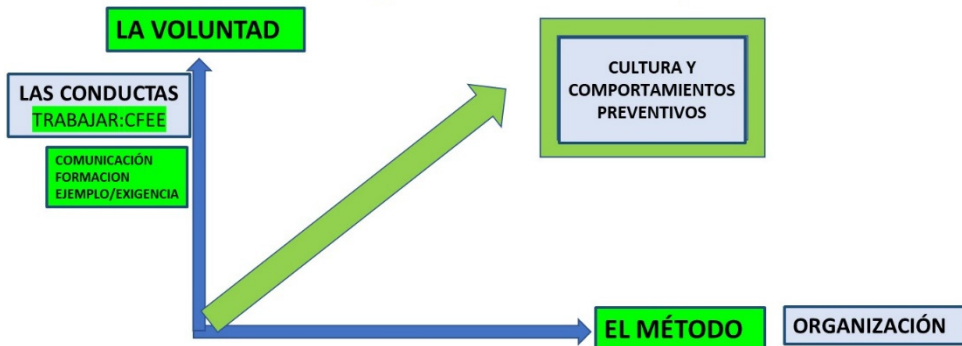 LA VOLUNTAD
LAS CONDUCTAS
TRABAJAR:CFEE
COMUNICACIÓN
FORMACION
EJEMPLO/EXIGENCIA
CULTURA Y
COMPORTAMIENTOS
PREVENTIVOS
EL MÉTODO
ORGANIZACIÓN